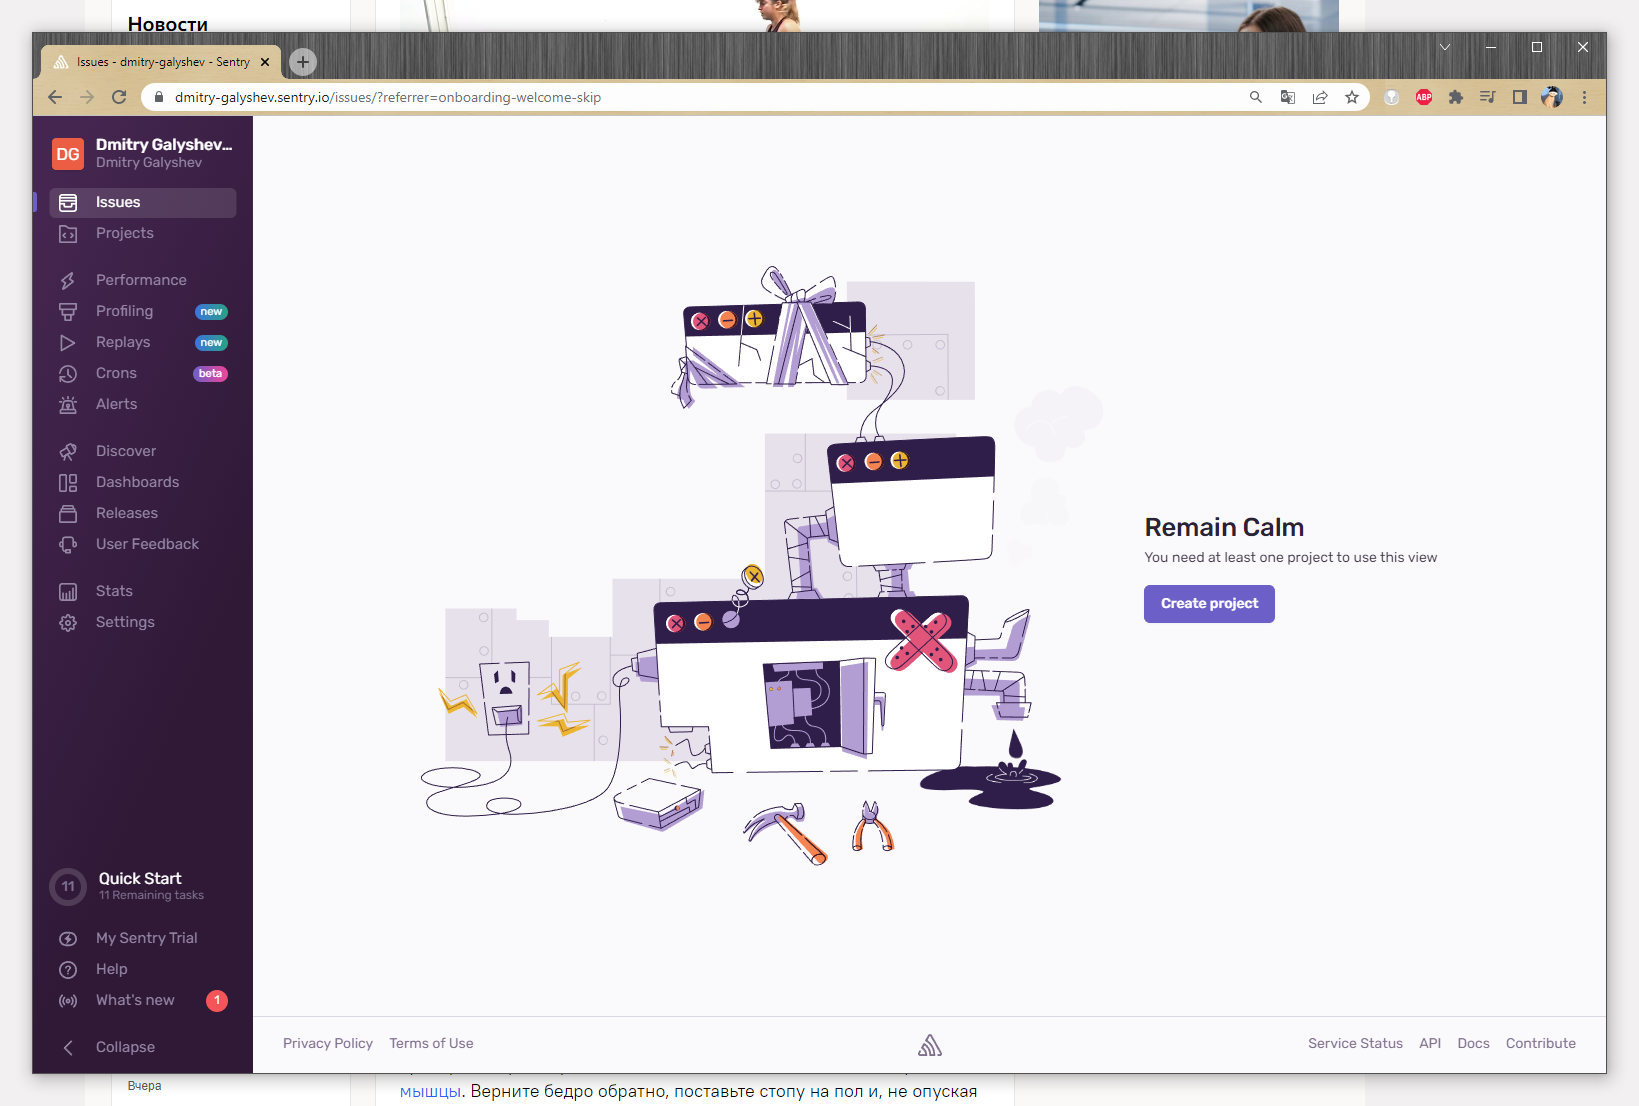 Новости
Issues - dmitry-galyshev - Sentry
dmitry-galyshev.sentry.io/issues/?referrer=onboarding-welcome-skip
ABP
DG
Dmitry Galyshev...
Dmitry Galyshev
Issues
Projects
Performance
Profiling new
Replays new
Crons beta
Alerts
Discover
Dashboards
Releases
User Feedback
Stats
Settings
Remain Calm
You need at least one project to use this view
Create project
11
Quick Start
11 Remaining tasks
My Sentry Trial
Help
What's new 1
Collapse
Privacy Policy Terms of Use
Service Status API Docs Contribute
Вчера
мышцы. Верните бедро обратно, поставьте стопу на пол и, не опуская